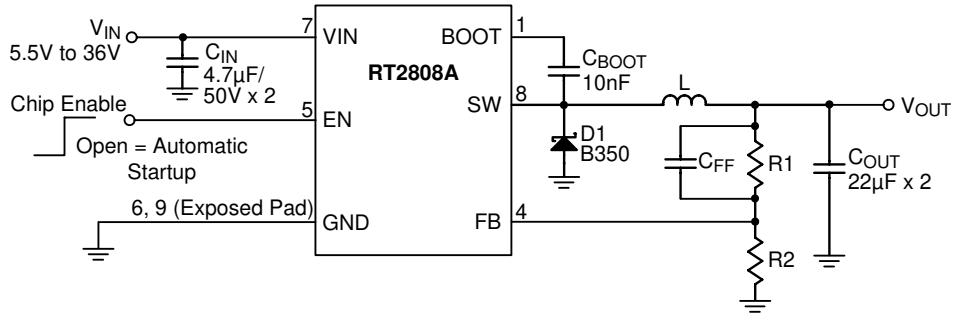 VIN
5.5V to 36V
7
VIN
CIN
4.7µF/
50V x 2
Chip Enable
5
EN
Open = Automatic
Startup
6, 9 (Exposed Pad)
GND
RT2808A
BOOT
1
CBOOT
10nF
SW
8
L
VOUT
D1
B350
CFF
R1
COUT
22µF x 2
FB
4
R2